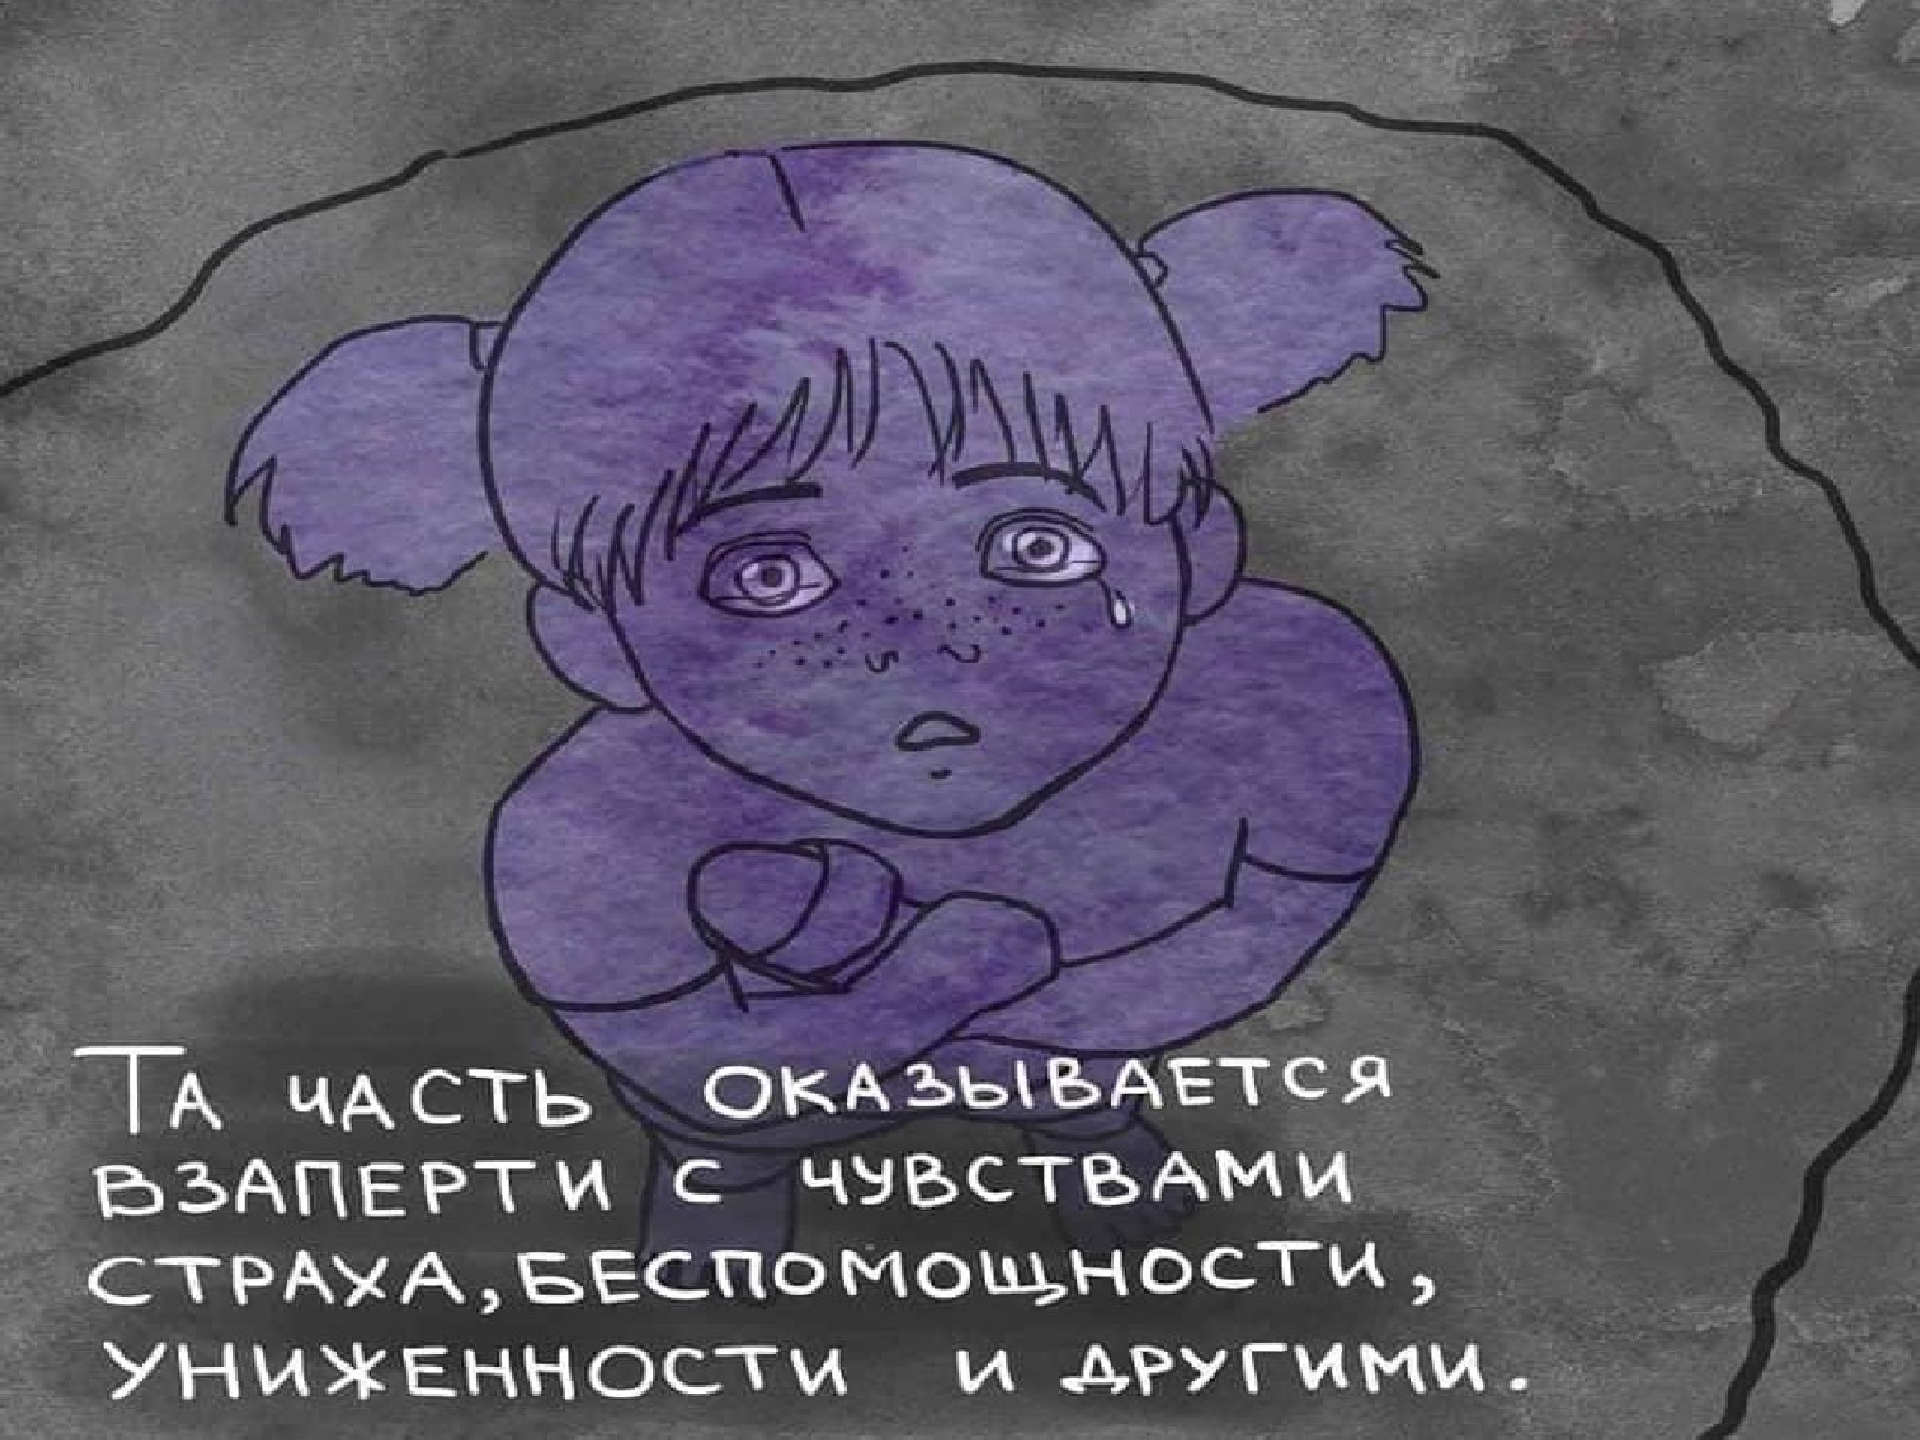 Та часть оказывается
взаперти с чувствами
страха, беспомощности,
униженности и другими.